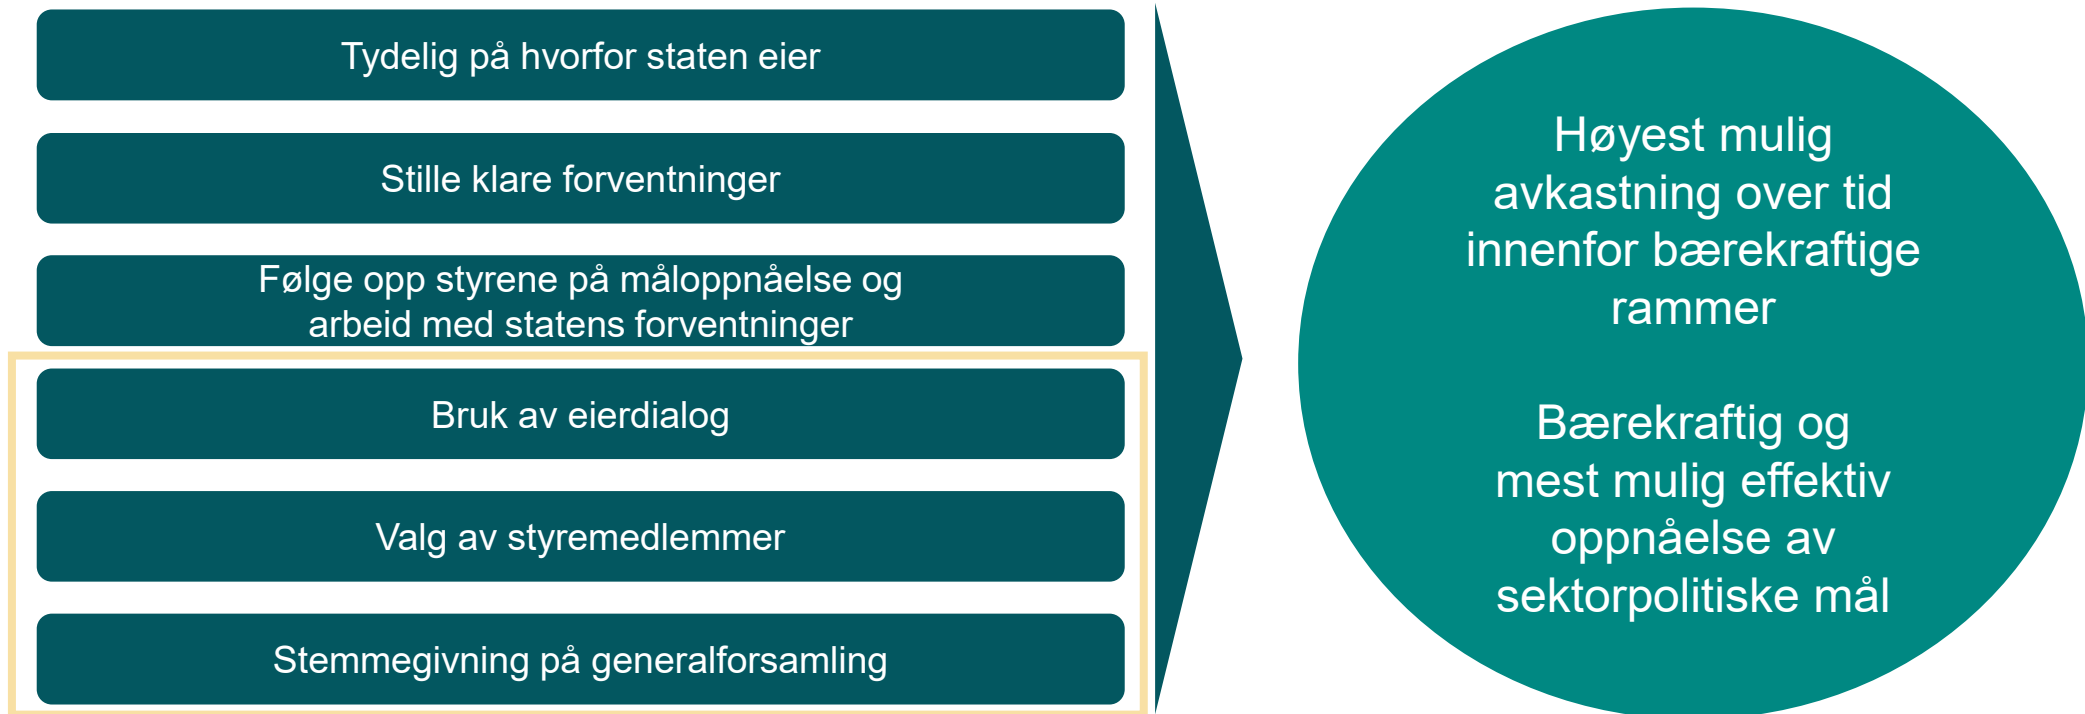 Tydelig på hvorfor staten eier
Stille klare forventninger
Følge opp styrene på måloppnåelse og
arbeid med statens forventninger
Bruk av eierdialog
Valg av styremedlemmer
Stemmegivning på generalforsamling
Høyest mulig
avkastning over tid
innenfor bærekraftige
rammer
Bærekraftig og
mest mulig effektiv
oppnåelse av
sektorpolitiske mål